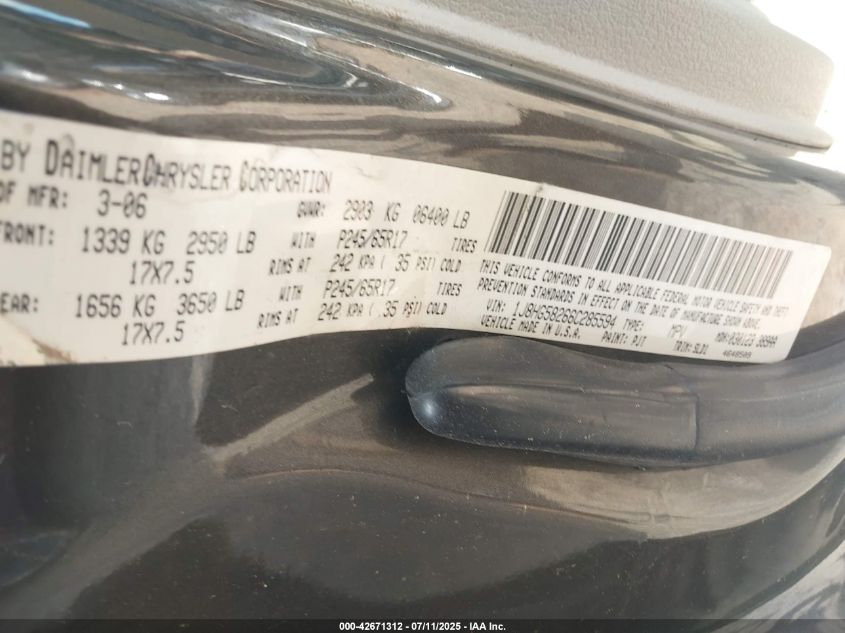 BY DAIMLERCHRYSLER CORPORATION
OF MFR: 3-06 GVWR: 2903 KG 06400 LB
FRONT: 1339 KG 2950 LB WITH P245/65R17 TIRES
17X7.5 RIMS AT 242 KPA ( 35 PSI) COLD
EAR: 1656 KG 3650 LB WITH P245/65R17 TIRES
17X7.5 RIMS AT 242 KPA ( 35 PSI) COLD
THIS VEHICLE CONFORMS TO ALL APPLICABLE FEDERAL MOTOR VEHICLE SAFETY AND THEFT
PREVENTION STANDARDS IN EFFECT ON THE DATE OF MANUFACTURE SHOWN ABOVE.
VIN: 1J8HG58266C285594 TYPE: MPV MDH:
VEHICLE MADE IN U.S.A. PAINT: PJT TRIM:
000-42671312 - 07/11/2025 - IAA Inc.